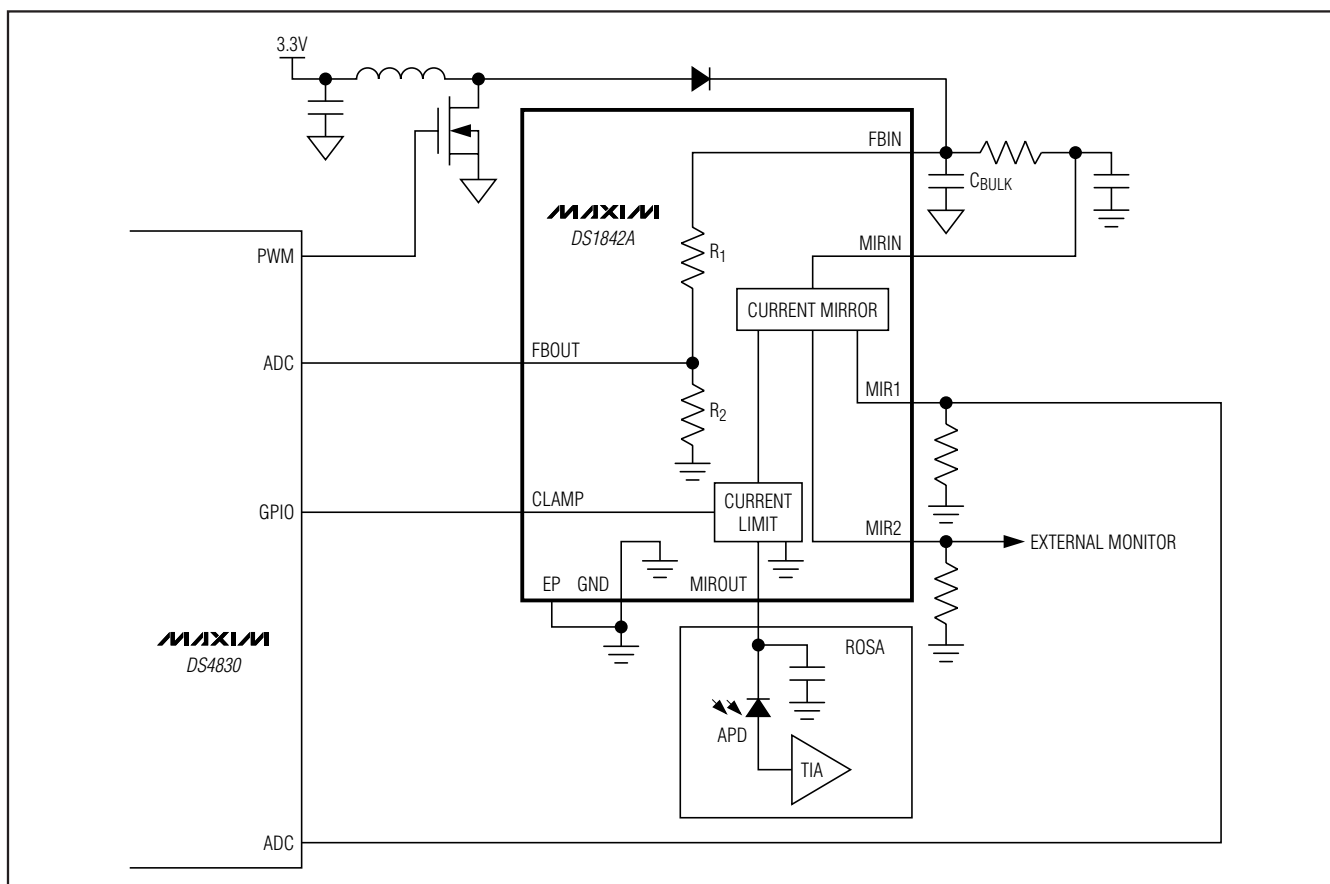 3.3V
FBIN
CBULK
MAXIM
DS1842A
R1
PWM
MIRIN
CURRENT MIRROR
ADC
FBOUT
MIR1
R2
CLAMP
GPIO
CURRENT
LIMIT
MIR2
EXTERNAL MONITOR
EP
GND
MIROUT
MAXIM
DS4830
ROSA
APD
TIA
ADC